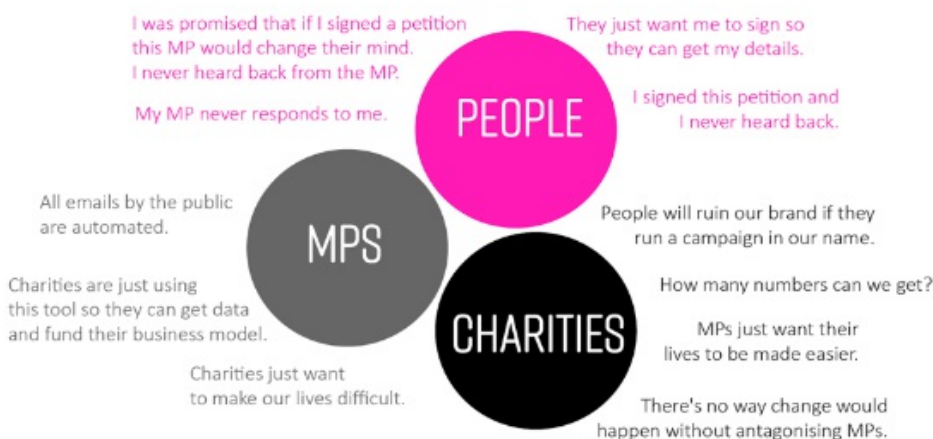 I was promised that if I signed a petition
this MP would change their mind.
I never heard back from the MP.
My MP never responds to me.
They just want me to sign so
they can get my details.
I signed this petition and
I never heard back.
PEOPLE
All emails by the public
are automated.
Charities are just using
this tool so they can get data
and fund their business model.
Charities just want
to make our lives difficult.
MPS
People will ruin our brand if they
run a campaign in our name.
How many numbers can we get?
MPs just want their
lives to be made easier.
There's no way change would
happen without antagonising MPs.
CHARITIES